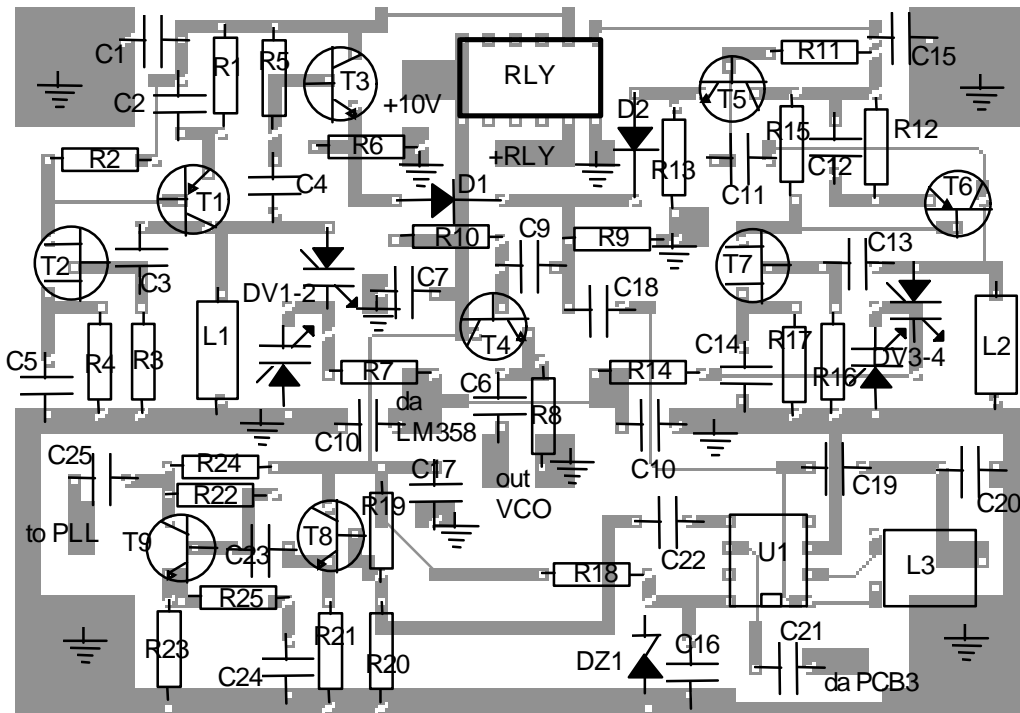 C1
R1
R5
T3
RLY
R11
C15
C2
+10V
D2
T5
R2
R6
+RLY
R13
R15
C12
R12
C11
T1
C4
D1
T6
T2
C3
R10
C9
R9
T7
C13
DV1-2
C7
C18
C5
R4
R3
L1
T4
C14
R17
R16
DV3-4
L2
R7
da
LM358
C6
R8
R14
C10
C10
C25
R24
R22
C17
out
VCO
C19
C20
R19
to PLL
T9
C23
T8
C22
U1
L3
R25
R18
R23
C24
R21
R20
DZ1
C16
C21
da PCB3